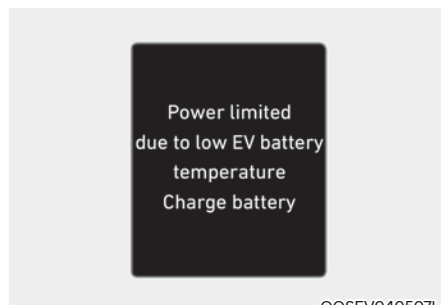 Power limited
due to low EV battery
temperature
Charge battery